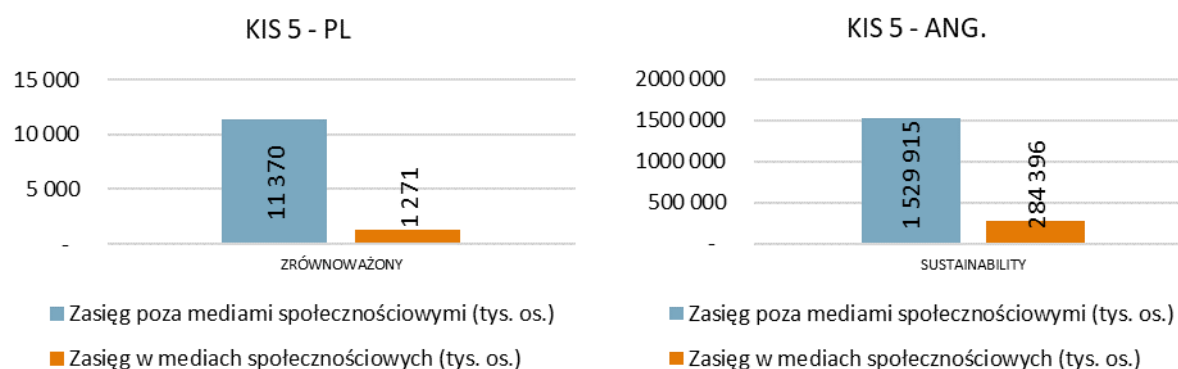 KIS 5 - PL
15 000
10 000
5 000
-
11 370
1 271
ZRÓWNOWAŻONY
Zasięg poza mediami społecznościowymi (tys. os.)
Zasięg w mediach społecznościowych (tys. os.)
KIS 5 - ANG.
2000 000
1500 000
1000 000
500 000
-
1 529 915
284 396
SUSTAINABILITY
Zasięg poza mediami społecznościowymi (tys. os.)
Zasięg w mediach społecznościowych (tys. os.)